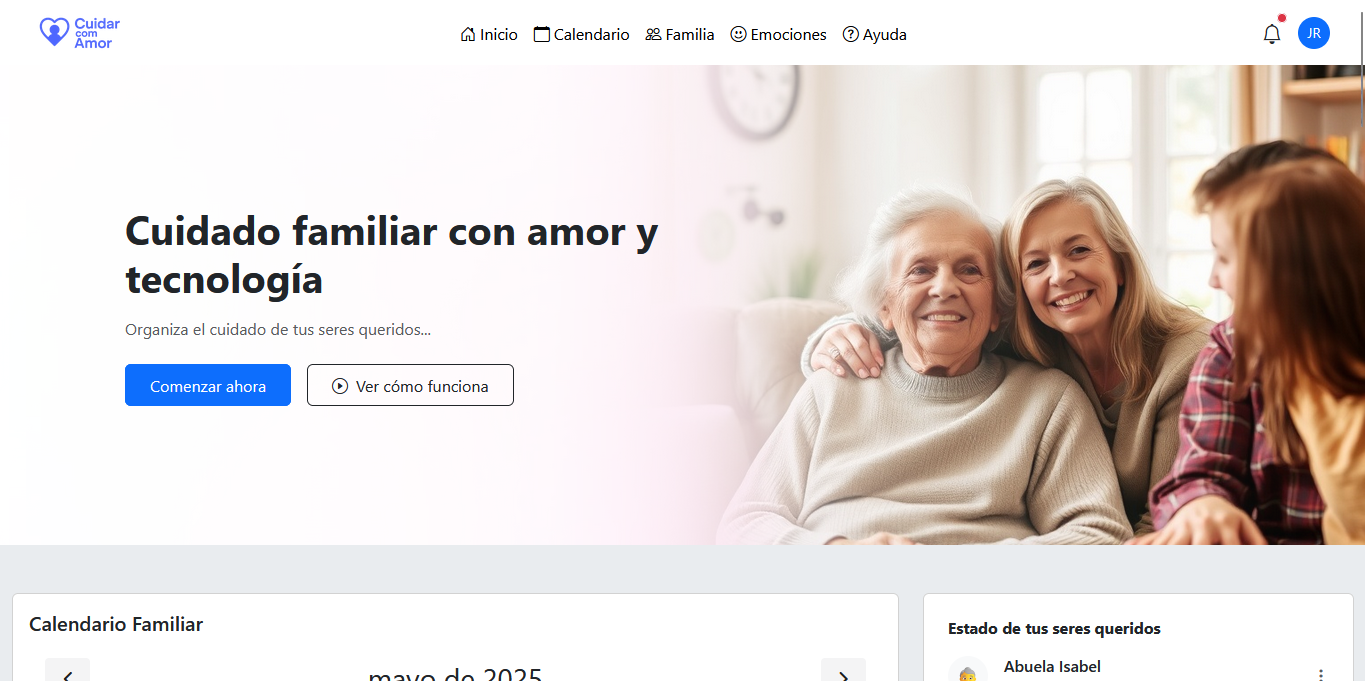 Cuidar
com
Amor
Inicio
Calendario
Familia
Emociones
Ayuda
JR
Cuidado familiar con amor y
tecnología
Organiza el cuidado de tus seres queridos...
Comenzar ahora
Ver cómo funciona
Calendario Familiar
mayo de 2025
Estado de tus seres queridos
Abuela Isabel